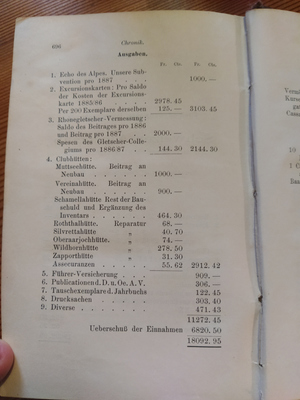 696 Chronik.
Ausgaben.
Fr. Cts. Fr. Cts.
1. Echo des Alpes. Unsere Sub-
vention pro 1887 . . . . . 1000. —
2. Excursionskarten: Pro Saldo
der Kosten der Excursions-
karte 1885/86 . . . . . 2978. 45
Per 200 Exemplare derselben 125. — 3103. 45
3. Rhonegletscher-Vermessung:
Saldo des Beitrages pro 1886
und Beitrag pro 1887 . . . 2000. —
Spesen des Gletscher-Colle-
giums pro 1886/87 . . . 144. 30 2144. 30
4. Clubhütten:
Muttseehütte. Beitrag an
Neubau . . . . . . . 1000. —
Vereinahütte. Beitrag an
Neubau . . . . . . . 900. —
Schamellahütte Rest der Bau-
schuld und Ergänzung des
Inventars . . . . . . 464. 30
Roththalhütte. Reparatur 68. —
Silvrettahütte „ 40. 70
Oberaarjochhütte „ 74. —
Wildhornhütte „ 278. 50
Zapporthütte „ 31. 30
Assecuranzen . . . . . 55. 62 2912. 42
5. Führer-Versicherung . . . . 909. —
6. Publicationen d. D. u. Oe. A. V. 306. —
7. Tauschexemplare d. Jahrbuchs 122. 45
8. Drucksachen . . . . . 303. 40
9. Diverse . . . . . . . 471. 43
11272. 45
Ueberschuß der Einnahmen 6820. 50
18092. 95